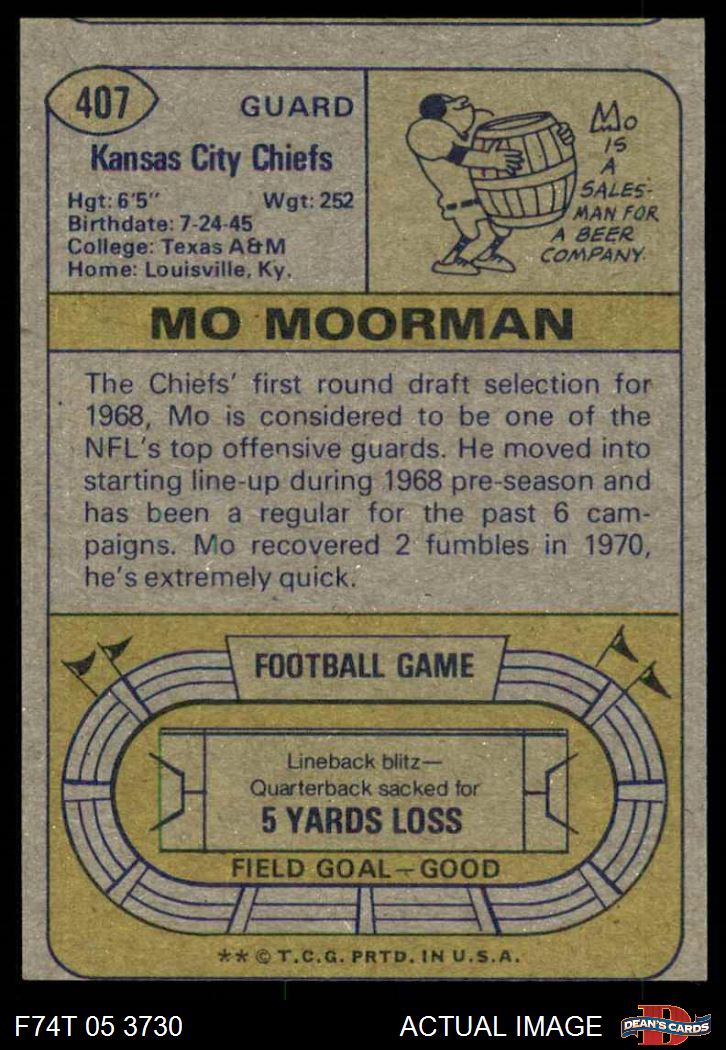 407
GUARD
Kansas City Chiefs
Hgt: 6'5" Wgt: 252
Birthdate: 7-24-45
College: Texas A&M
Home: Louisville, Ky.
Mo
IS
A
SALES-
MAN FOR
A BEER
COMPANY.
MO MOORMAN
The Chiefs' first round draft selection for
1968, Mo is considered to be one of the
NFL's top offensive guards. He moved into
starting line-up during 1968 pre-season and
has been a regular for the past 6 cam-
paigns. Mo recovered 2 fumbles in 1970,
he's extremely quick.
FOOTBALL GAME
Lineback blitz—
Quarterback sacked for
5 YARDS LOSS
FIELD GOAL—GOOD
** © T.C.G. PRTD. IN U.S.A.
F74T 05 3730
ACTUAL IMAGE
D
DEAN'S CARDS